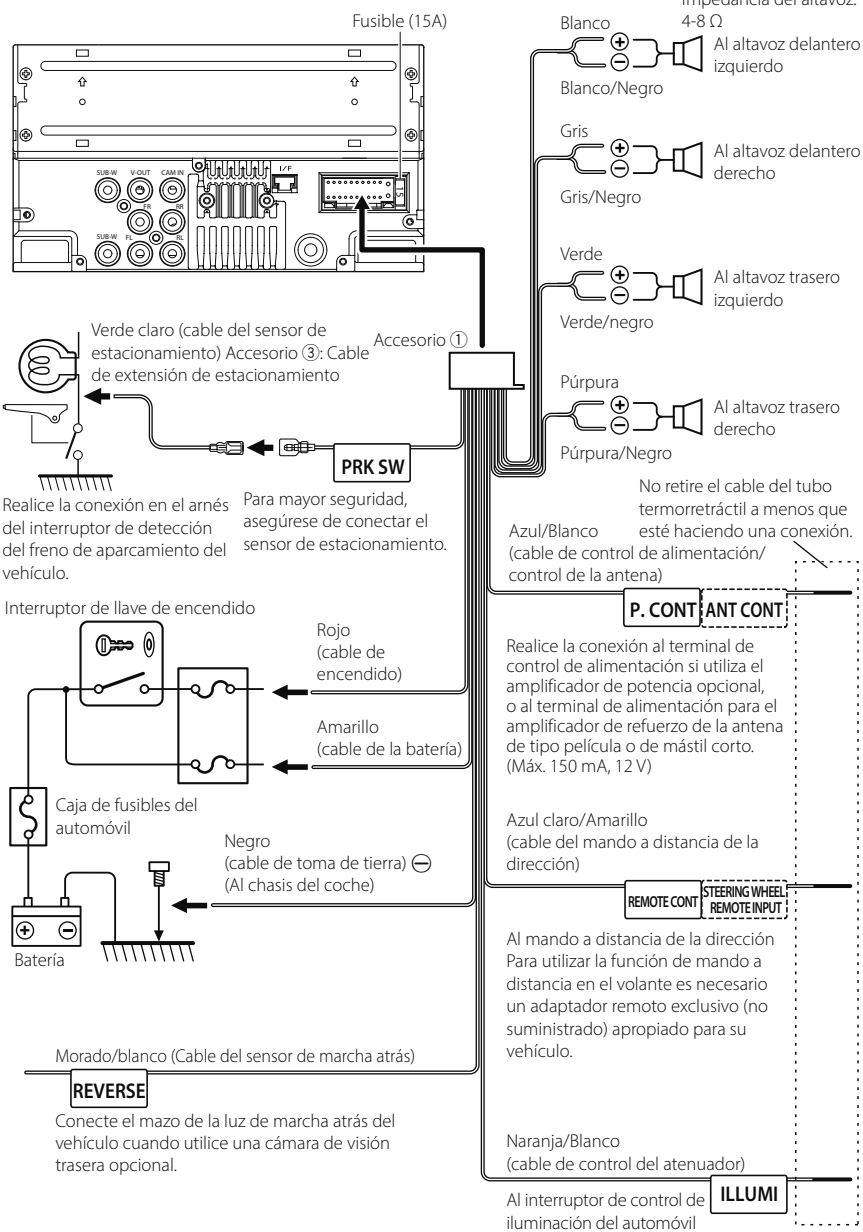 Impedancia del altavoz:
4-8 Ω
Fusible (15A)
SUB-W V-OUT CAM IN
FR RR
SUB-W FL RL
I/F
15
Blanco
Al altavoz delantero
izquierdo
Blanco/Negro
Gris
Al altavoz delantero
derecho
Gris/Negro
Verde
Al altavoz trasero
izquierdo
Verde/negro
Púrpura
Al altavoz trasero
derecho
Púrpura/Negro
Verde claro (cable del sensor de
estacionamiento) Accesorio ③: Cable
de extensión de estacionamiento
Accesorio ①
PRK SW
Realice la conexión en el arnés
del interruptor de detección
del freno de aparcamiento del
vehículo.
Para mayor seguridad,
asegúrese de conectar el
sensor de estacionamiento.
No retire el cable del tubo
termorretráctil a menos que
esté haciendo una conexión.
Azul/Blanco
(cable de control de alimentación/
control de la antena)
P. CONT ANT CONT
Realice la conexión al terminal de
control de alimentación si utiliza el
amplificador de potencia opcional,
o al terminal de alimentación para el
amplificador de refuerzo de la antena
de tipo película o de mástil corto.
(Máx. 150 mA, 12 V)
Interruptor de llave de encendido
Rojo
(cable de
encendido)
Amarillo
(cable de la batería)
Caja de fusibles del
automóvil
Negro
(cable de toma de tierra) ⊖
(Al chasis del coche)
Batería
Azul claro/Amarillo
(cable del mando a distancia de la
dirección)
REMOTE CONT
STEERING WHEEL
REMOTE INPUT
Al mando a distancia de la dirección
Para utilizar la función de mando a
distancia en el volante es necesario
un adaptador remoto exclusivo (no
suministrado) apropiado para su
vehículo.
Morado/blanco (Cable del sensor de marcha atrás)
REVERSE
Conecte el mazo de la luz de marcha atrás del
vehículo cuando utilice una cámara de visión
trasera opcional.
Naranja/Blanco
(cable de control del atenuador)
ILLUMI
Al interruptor de control de
iluminación del automóvil